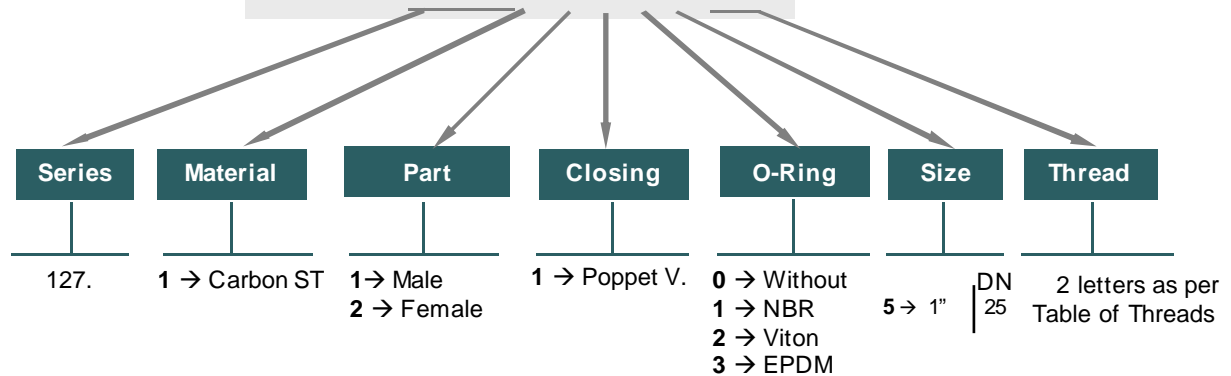 Series
Material
Part
Closing
O-Ring
Size
Thread
127.
1 → Carbon ST
1→ Male
2 → Female
1 → Poppet V.
0 → Without
1 → NBR
2 → Viton
3 → EPDM
DN
5 → 1” 25
2 letters as per
Table of Threads